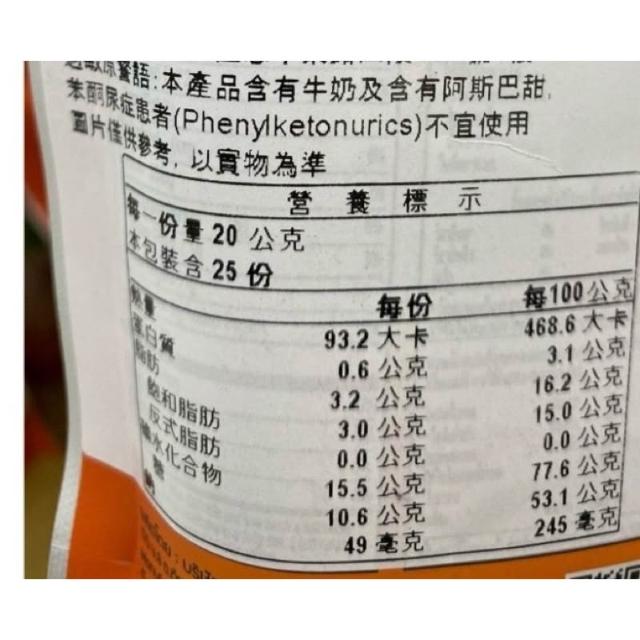 過敏原警語:本產品含有牛奶及含有阿斯巴甜,
苯酮尿症患者(Phenylketonurics)不宜使用
圖片僅供參考, 以實物為準
營 養 標 示
每一份量 20 公克
本包裝含 25 份
每份 每100公克
熱量 93.2 大卡 468.6 大卡
蛋白質 0.6 公克 3.1 公克
脂肪 3.2 公克 16.2 公克
飽和脂肪 3.0 公克 15.0 公克
反式脂肪 0.0 公克 0.0 公克
碳水化合物 15.5 公克 77.6 公克
糖 10.6 公克 53.1 公克
鈉 49 毫克 245 毫克